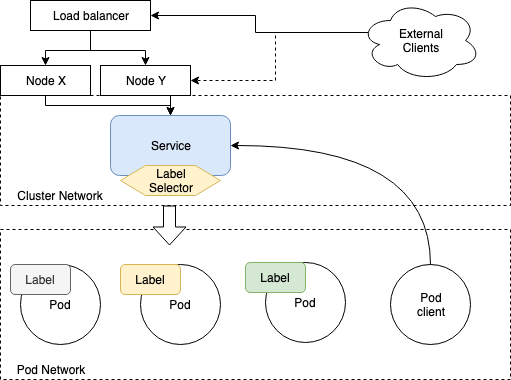 Load balancer
External
Clients
Node X
Node Y
Service
Label
Selector
Cluster Network
Label
Pod
Label
Pod
Label
Pod
Pod
client
Pod Network